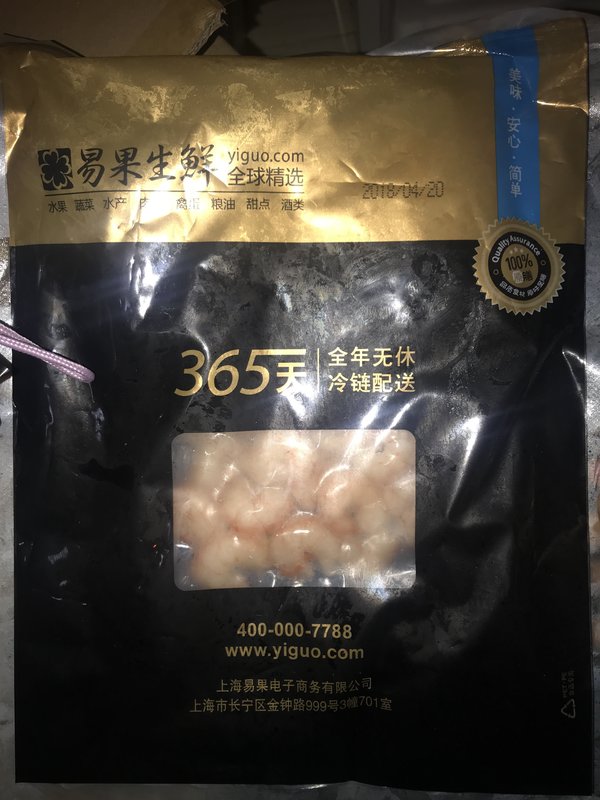 美味·安心·简单
易果生鲜
yiguo.com
全球精选
水果 蔬菜 水产 禽蛋 粮油 甜点 酒类
2018/04/20
Quality Assurance
100%
365天
全年无休
冷链配送
400-000-7788
www.yiguo.com
上海易果电子商务有限公司
上海市长宁区金钟路999号3幢701室